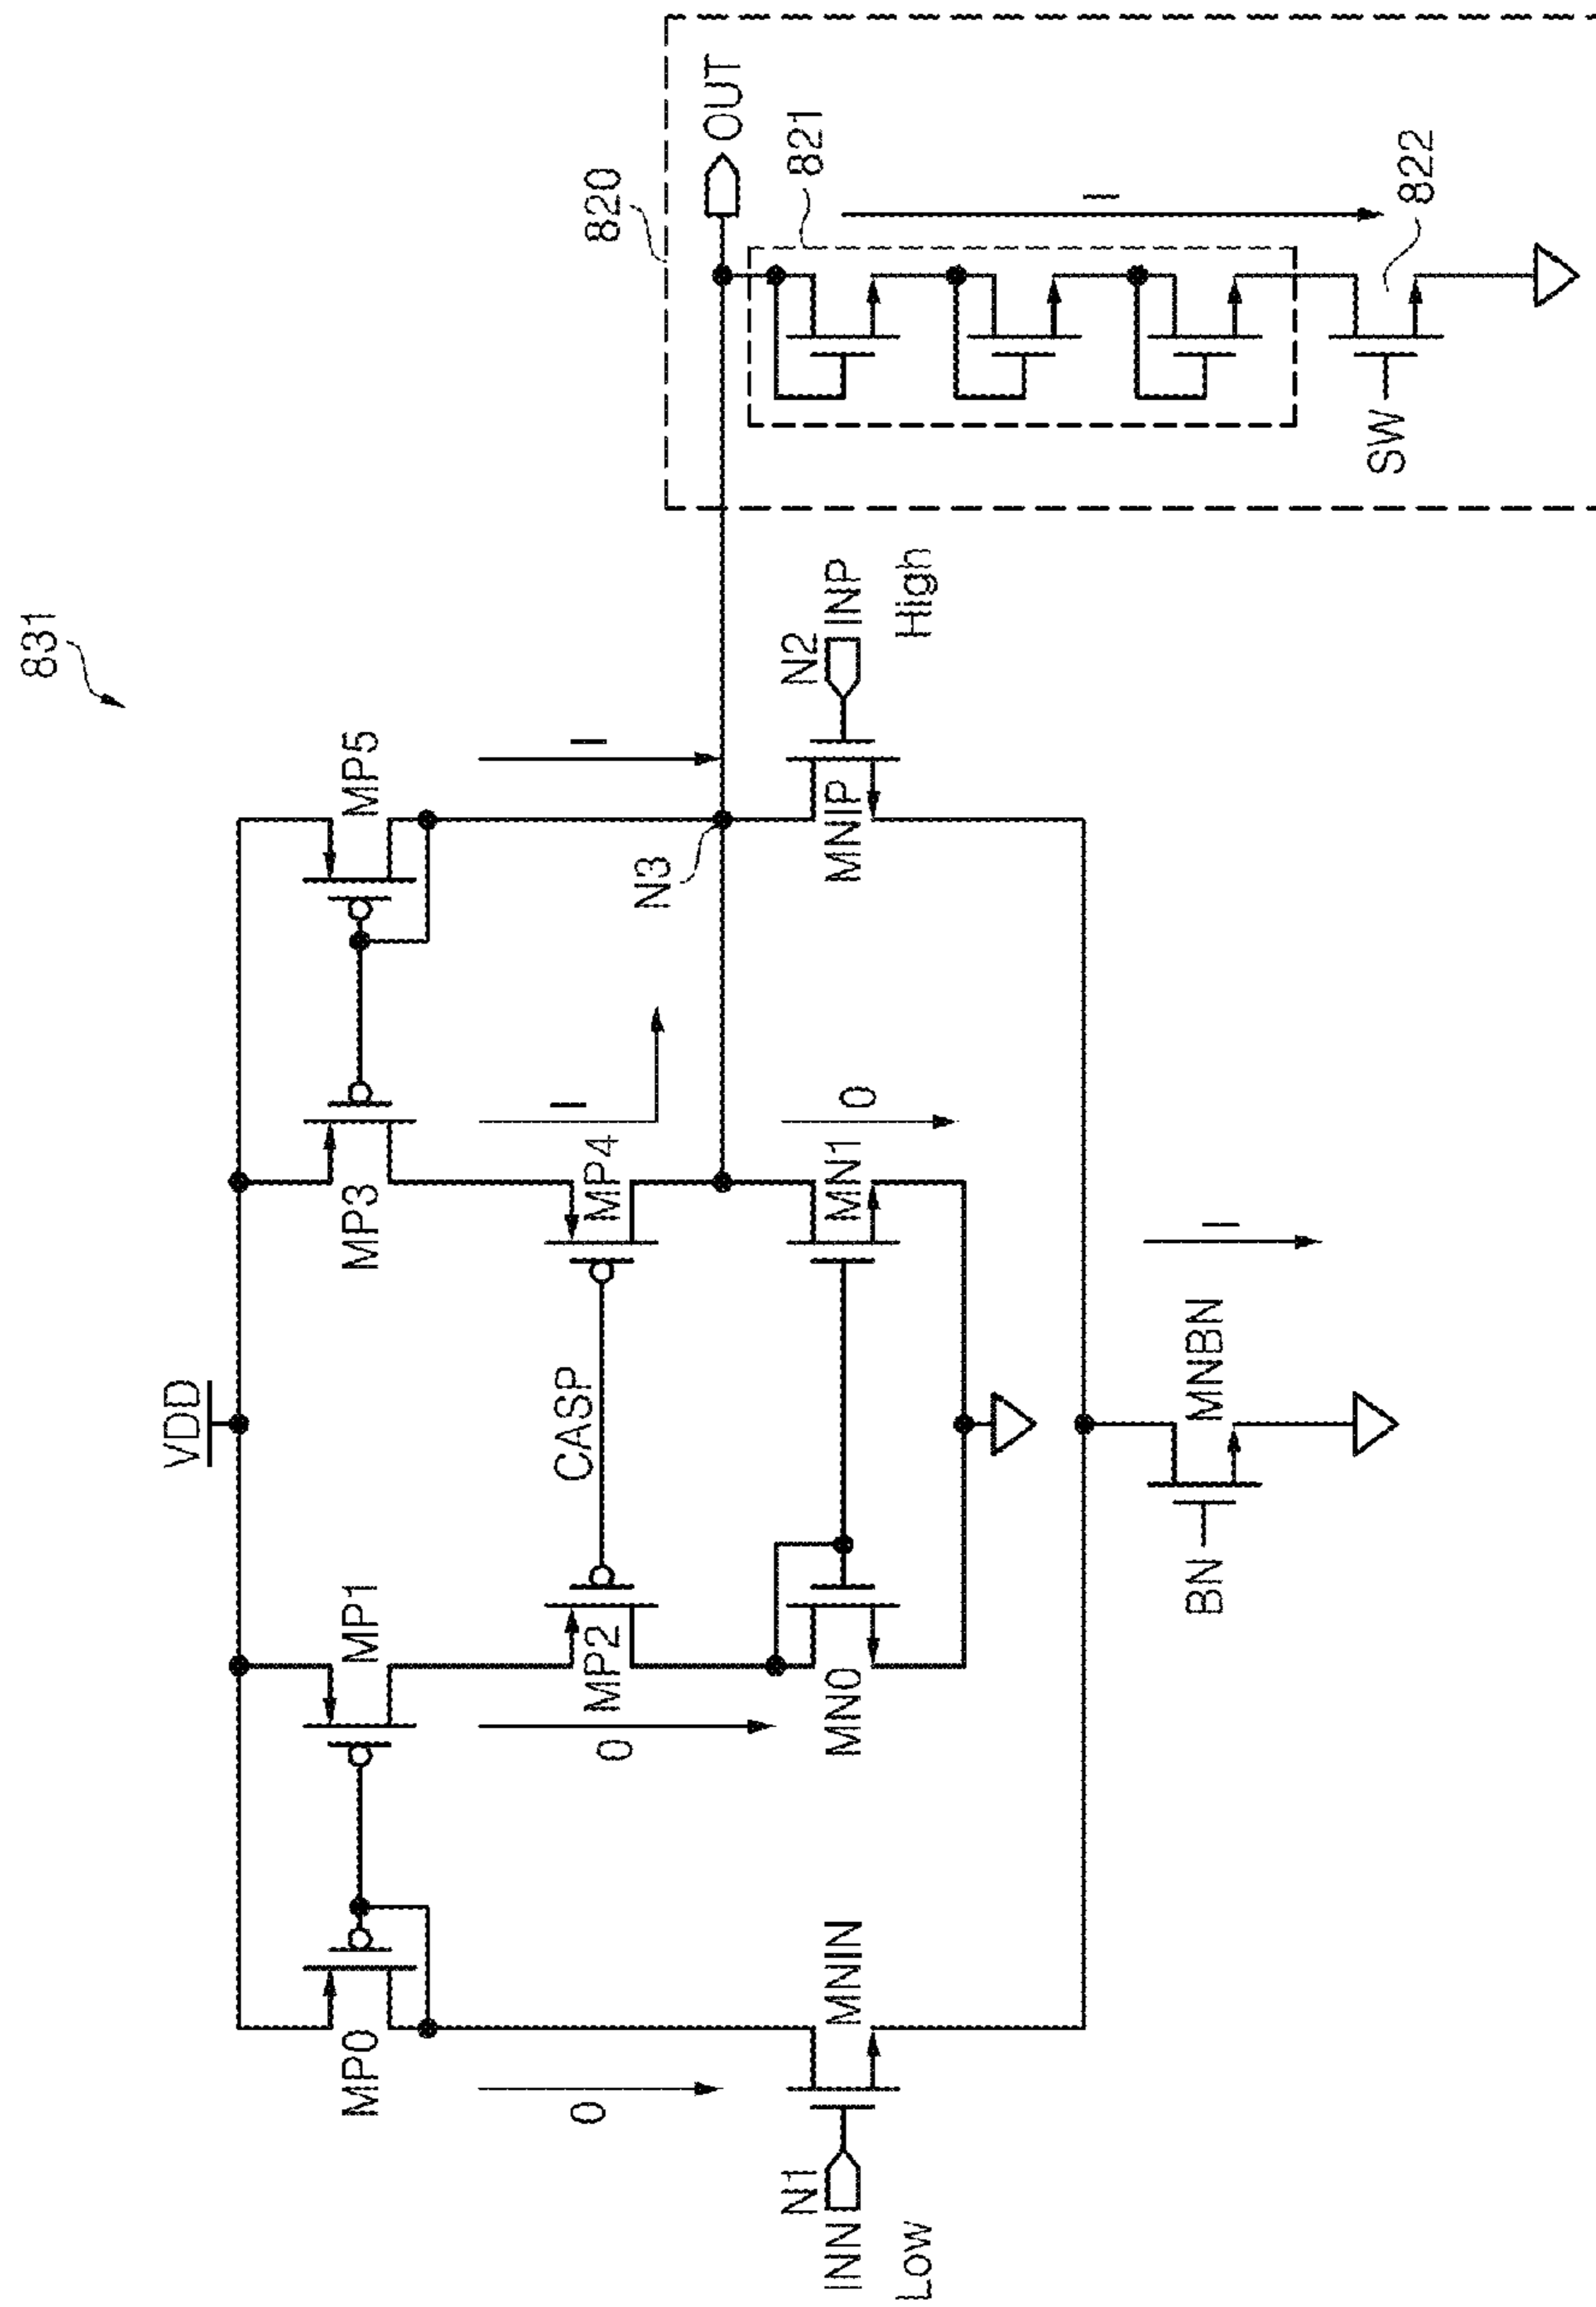 831
VDD
MP0
MP1
MP3
MP5
0
0
I
I
MP2
CASP
MP4
N3
820
OUT
821
I
822
SW
N1
INN
Low
MNIN
MN0
MN1
0
MNIP
N2
INP
High
BN
MNBN
I